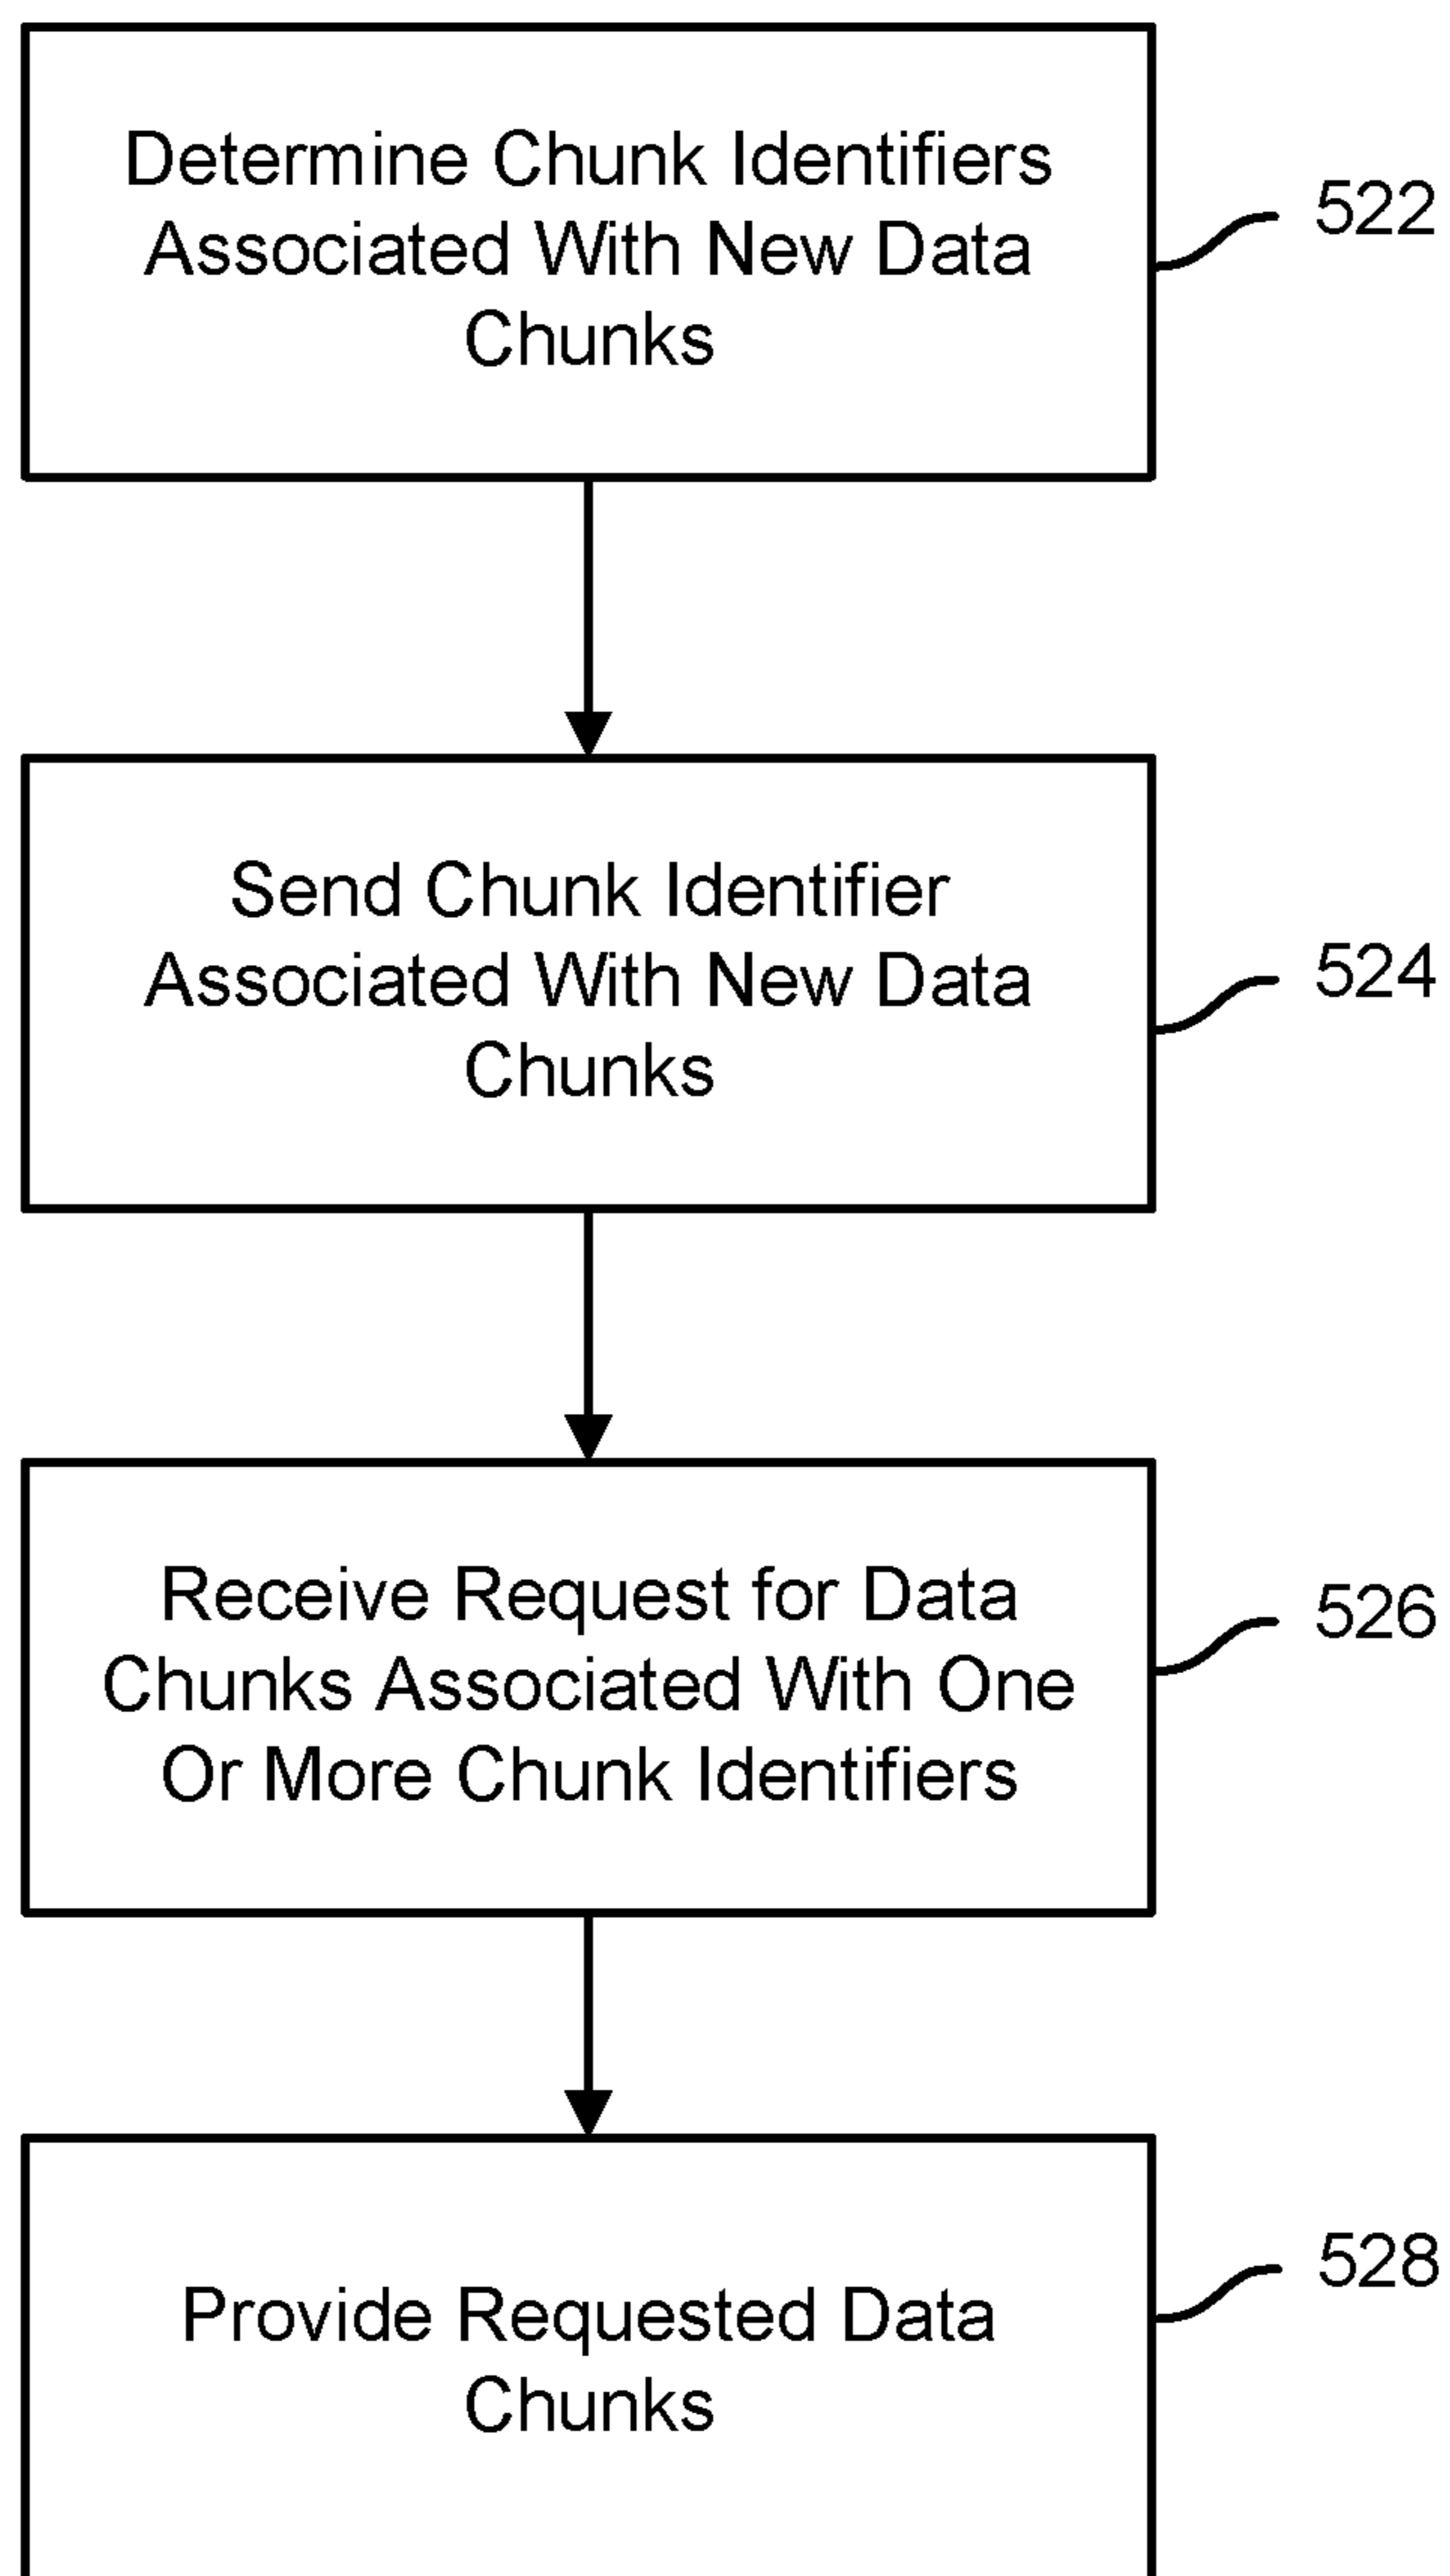 Determine Chunk Identifiers
Associated With New Data
Chunks
522
Send Chunk Identifier
Associated With New Data
Chunks
524
Receive Request for Data
Chunks Associated With One
Or More Chunk Identifiers
526
Provide Requested Data
Chunks
528